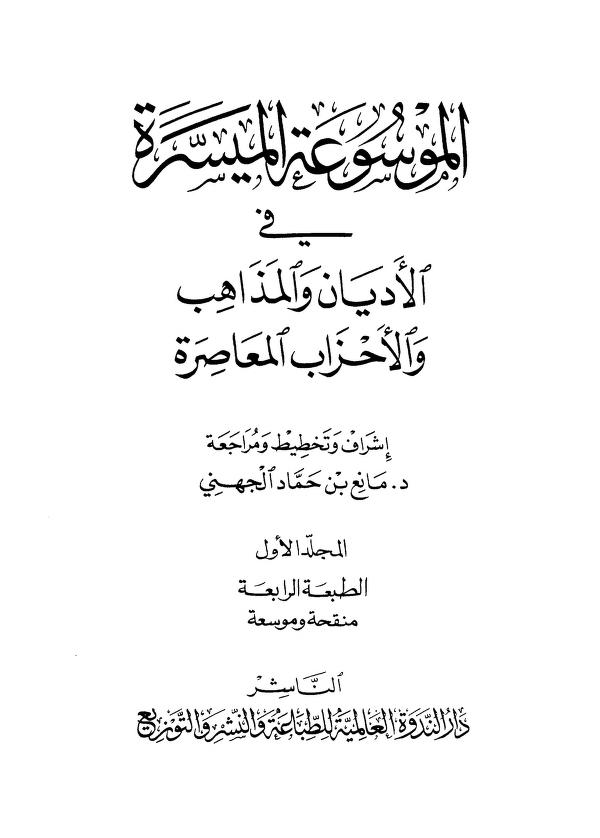 الموسوعة الميسرة
في
الأديان والمذاهب
والأحزاب المعاصرة
إشراف وتخطيط ومراجعة
د. مانع بن حماد الجهني
المجلد الأول
الطبعة الرابعة
منقحة وموسعة
الناشر
دار الندوة العالمية للطباعة والنشر والتوزيع